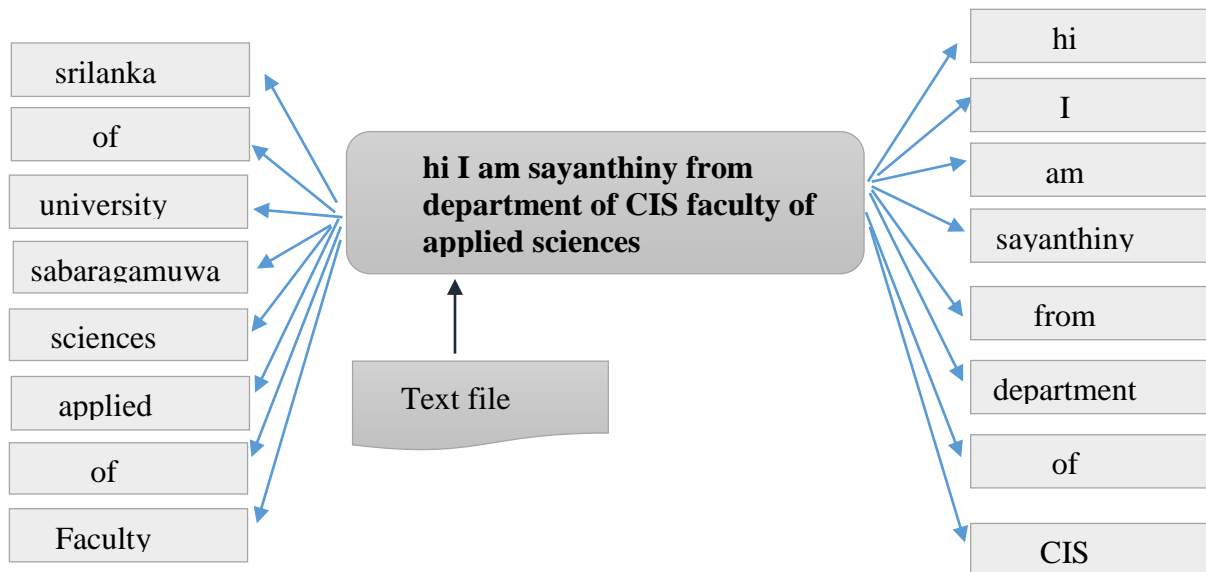 srilanka
of
university
sabaragamuwa
sciences
applied
of
Faculty
hi I am sayanthiny from
department of CIS faculty of
applied sciences
Text file
hi
I
am
sayanthiny
from
department
of
CIS